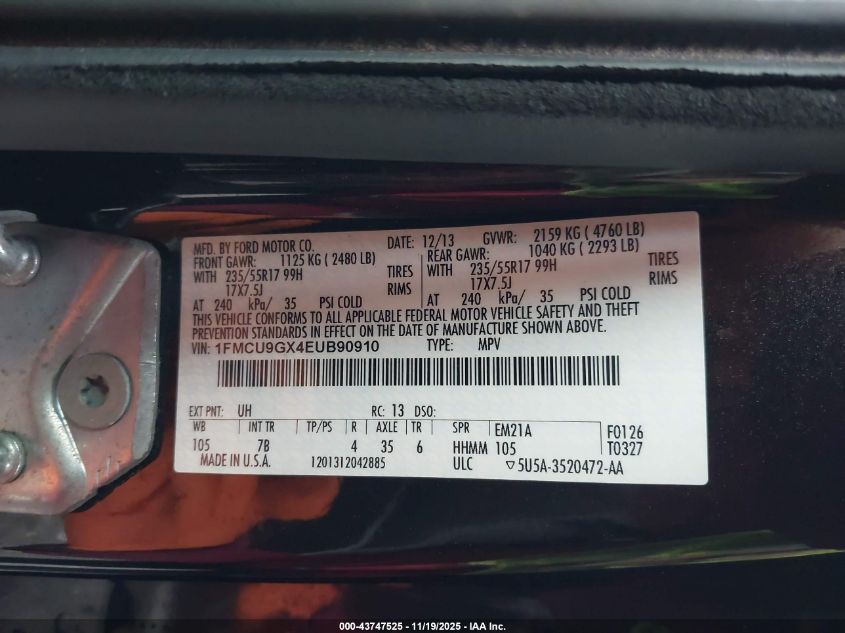 MFD. BY FORD MOTOR CO. DATE: 12/13 GVWR: 2159 KG ( 4760 LB)
FRONT GAWR: 1125 KG ( 2480 LB) REAR GAWR: 1040 KG ( 2293 LB)
WITH 235/55R17 99H TIRES WITH 235/55R17 99H TIRES
17X7.5J RIMS 17X7.5J RIMS
AT 240 kPa/ 35 PSI COLD AT 240 kPa/ 35 PSI COLD
THIS VEHICLE CONFORMS TO ALL APPLICABLE FEDERAL MOTOR VEHICLE SAFETY AND THEFT
PREVENTION STANDARDS IN EFFECT ON THE DATE OF MANUFACTURE SHOWN ABOVE.
VIN: 1FMCU9GX4EUB90910 TYPE: MPV
EXT PNT: UH RC: 13 DSO:
WB INT TR TP/PS R AXLE TR SPR EM21A F0126
105 7B 4 35 6 HHMM 105 T0327
MADE IN U.S.A. 1201312042885 ULC ▽5U5A-3520472-AA
000-43747525 - 11/19/2025 - IAA Inc.